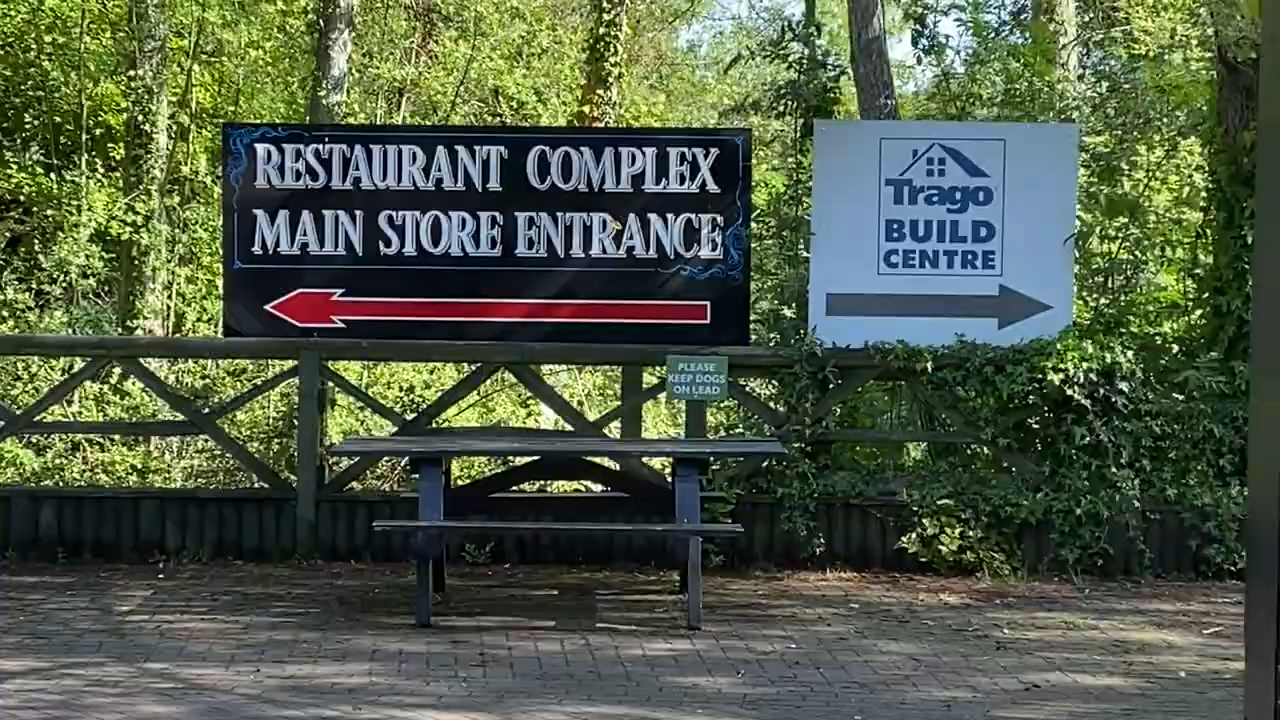 RESTAURANT COMPLEX
MAIN STORE ENTRANCE
Trago
BUILD
CENTRE
PLEASE
KEEP DOGS
ON LEAD